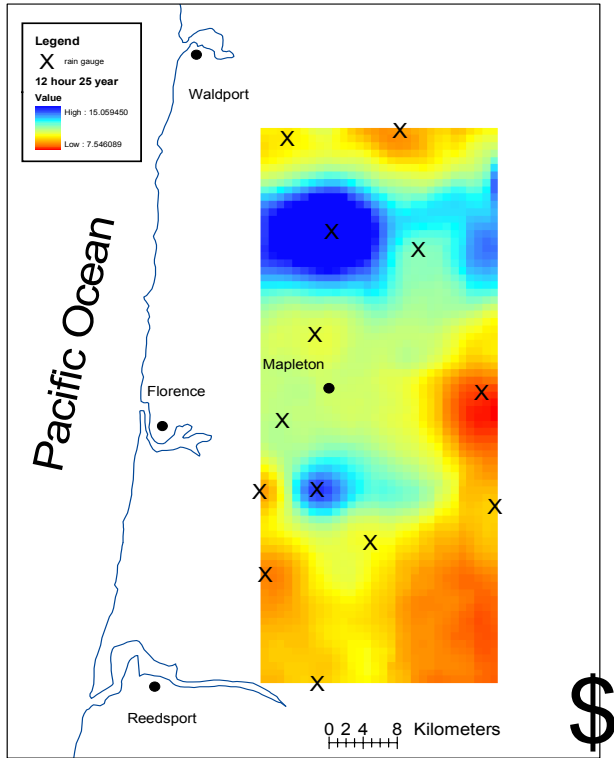 Legend
X rain gauge
12 hour 25 year
Value
High : 15.059450
Low : 7.546089
Waldport
X
X
X
X
X
Mapleton
Pacific Ocean
Florence
X
X
X
X
X
X
X
Reedsport
X
0 2 4 8 Kilometers
$